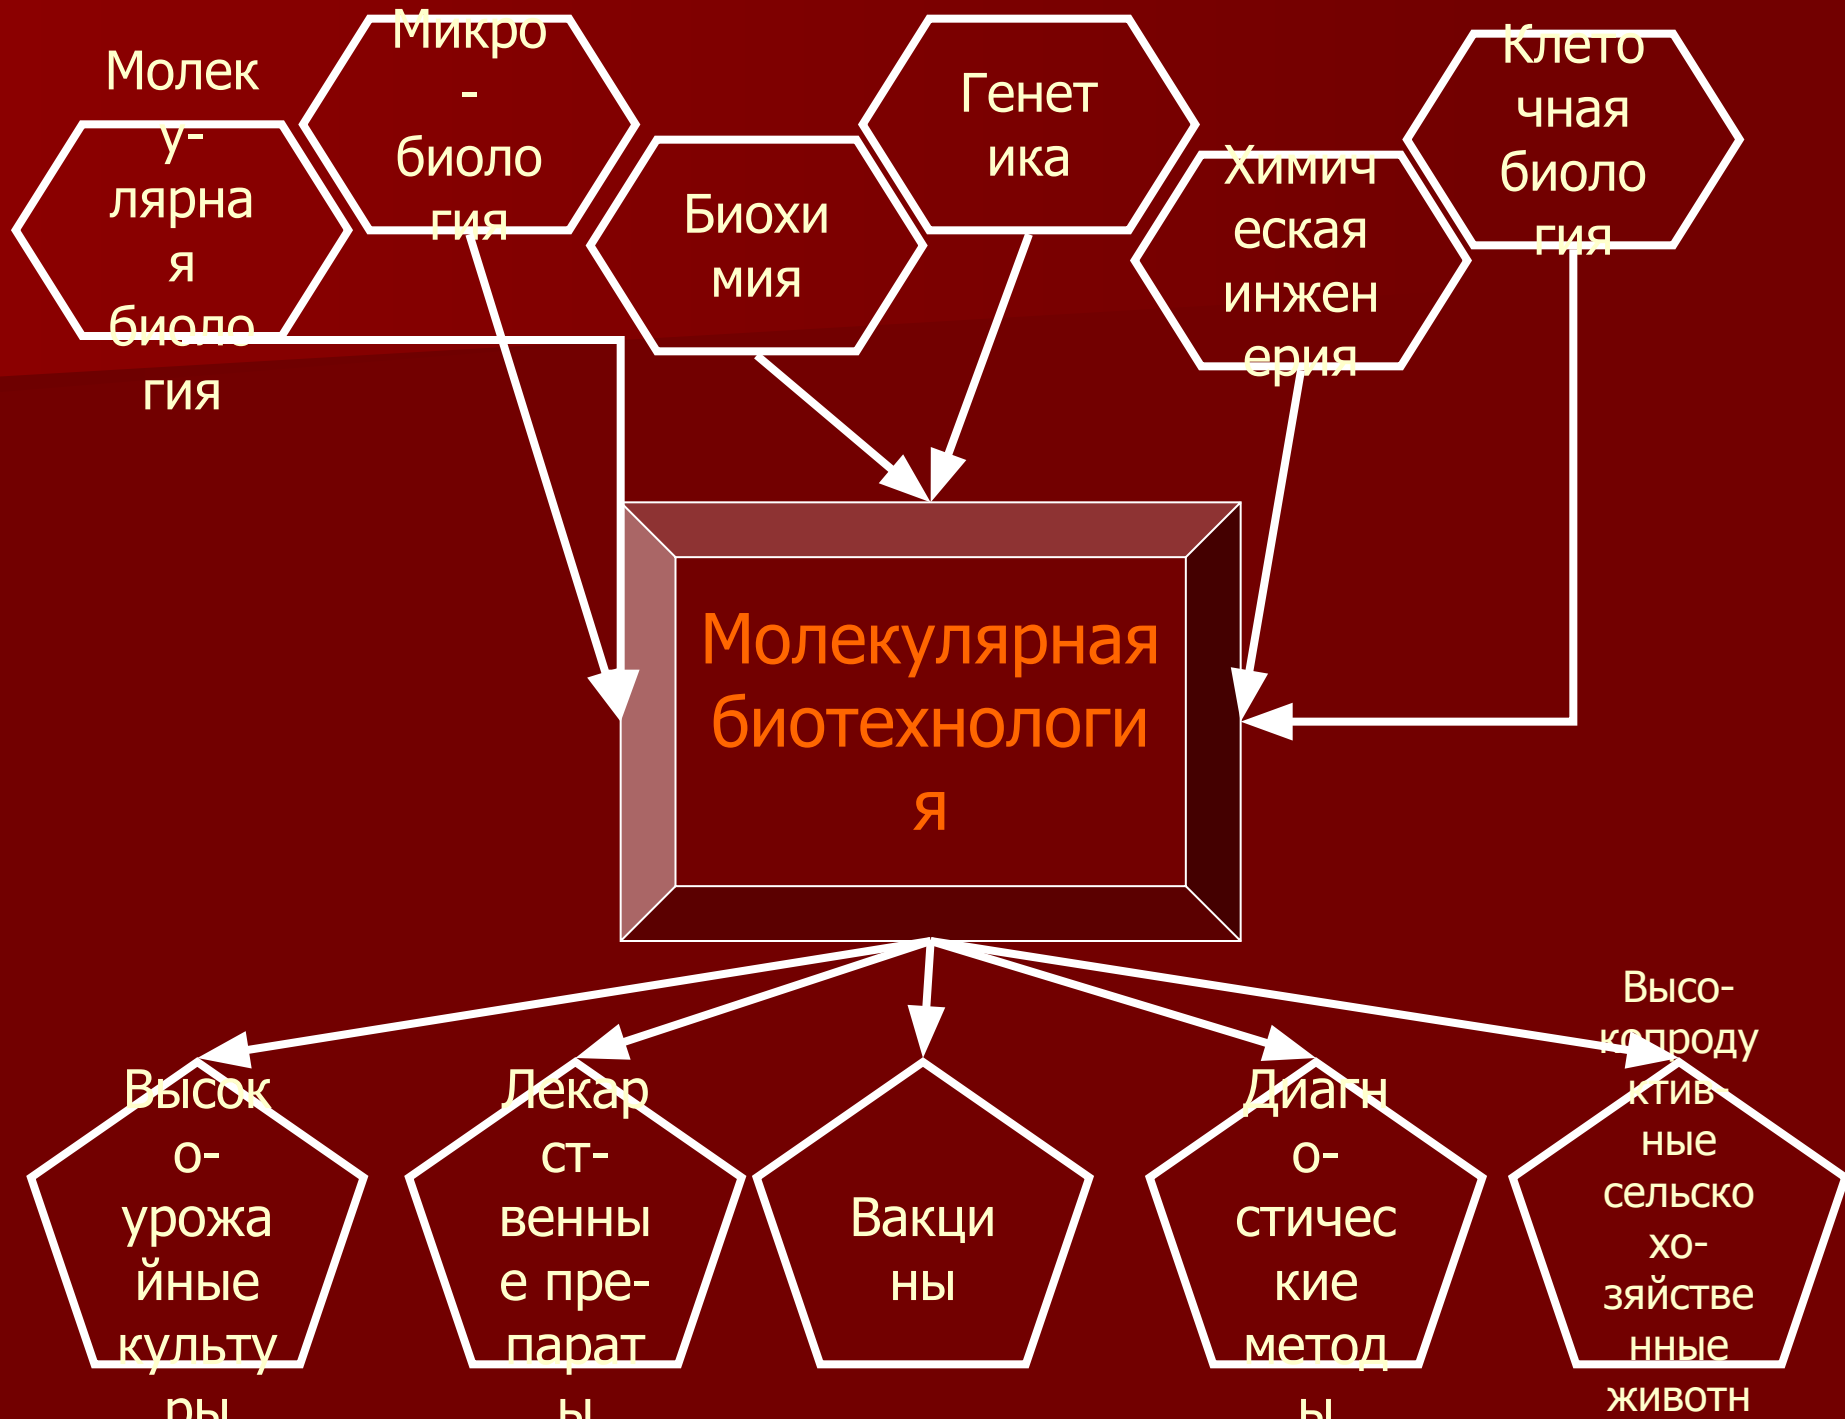 Молек
у-
лярна
я
биоло
гия
Микро
-
биоло
гия
Биохи
мия
Генет
ика
Химич
еская
инжен
ерия
Клето
чная
биоло
гия
Молекулярная
биотехнологи
я
Высок
о-
урожа
йные
культу
ры
Лекар
ст-
венны
е пре-
парат
ы
Вакци
ны
Диагн
о-
стичес
кие
метод
ы
Высо-
копроду
ктив-
ные
сельско
хо-
зяйстве
нные
животн